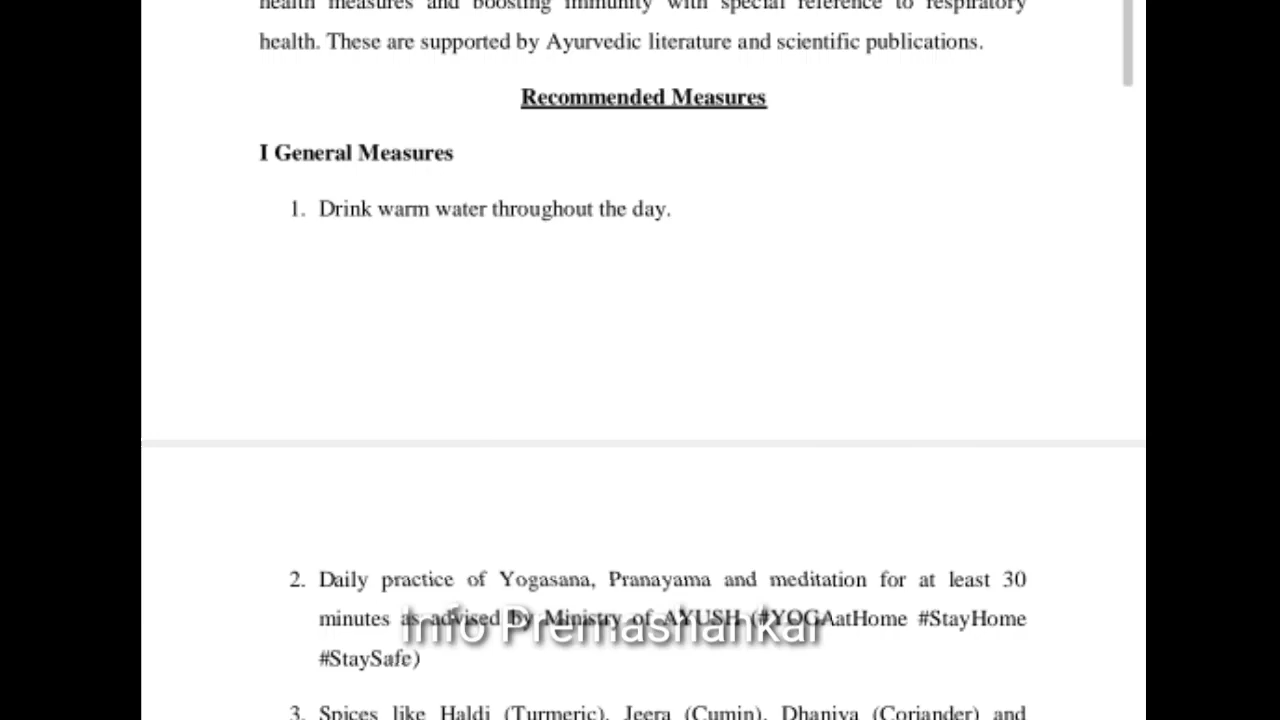 health measures and boosting immunity with special reference to respiratory
health. These are supported by Ayurvedic literature and scientific publications.
Recommended Measures
I General Measures
1. Drink warm water throughout the day.
2. Daily practice of Yogasana, Pranayama and meditation for at least 30
minutes as advised by Ministry of AYUSH (#YOGAatHome #StayHome
#StaySafe)
Info Premashankar
3. Spices like Haldi (Turmeric), Jeera (Cumin), Dhaniya (Coriander) and